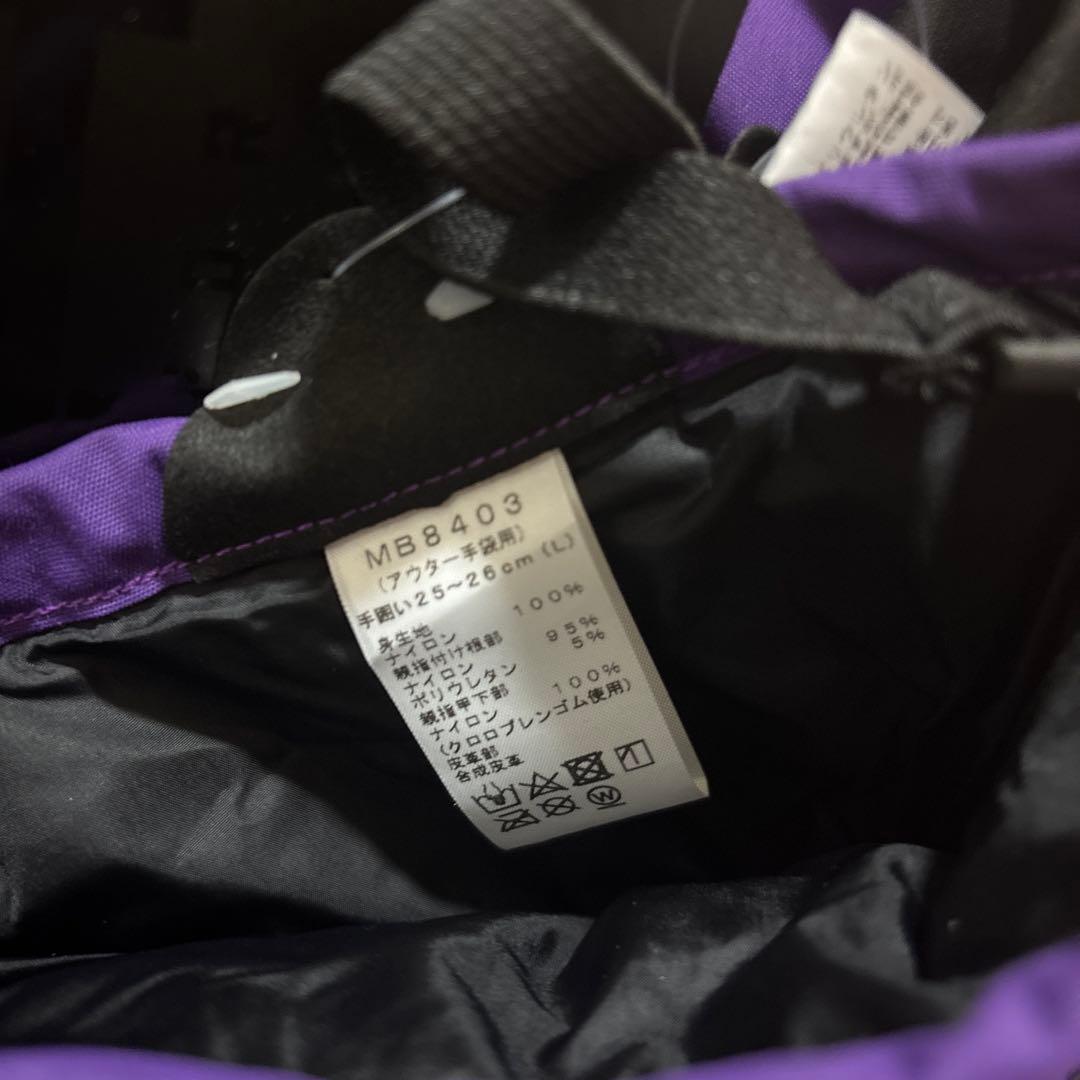 MB8403
(アウター手袋用)
手囲い25～26cm(L)
身生地
ナイロン 100%
親指付け根部
ナイロン 95%
ポリウレタン 5%
親指甲下部
ナイロン 100%
(クロロプレンゴム使用)
皮革部
合成皮革
W